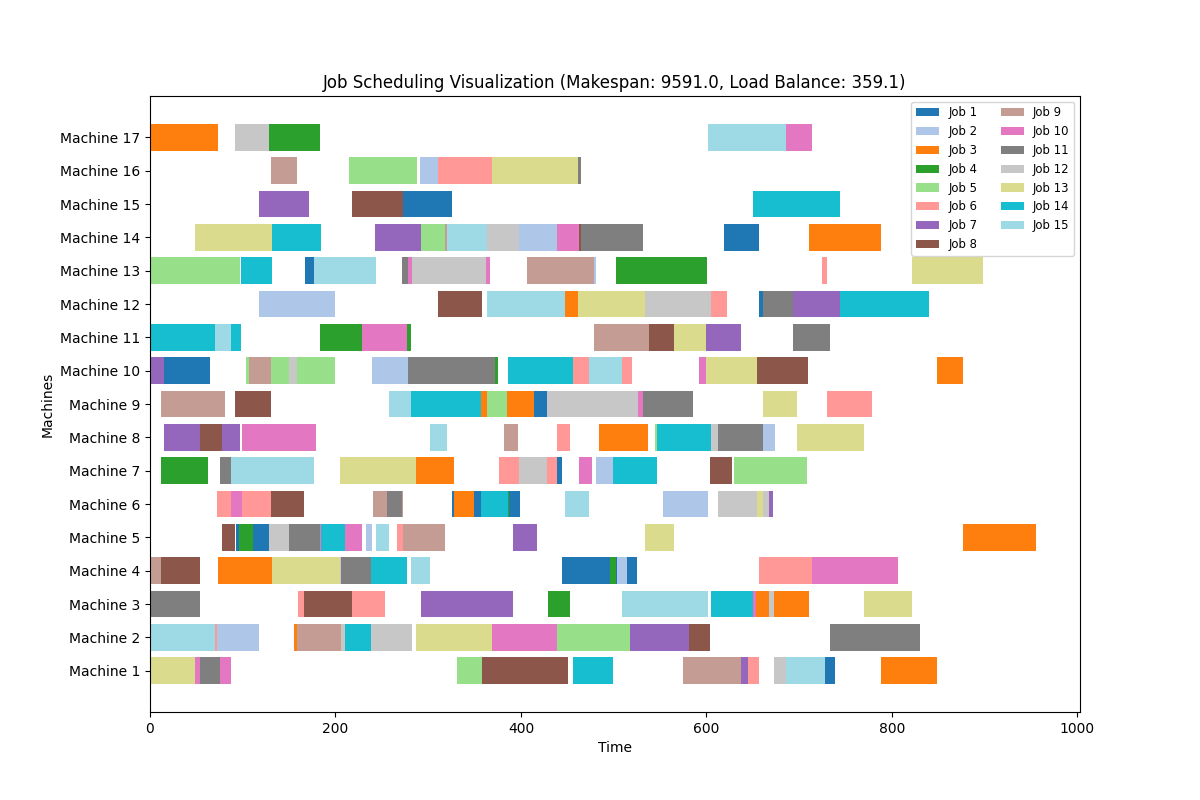 Job Scheduling Visualization (Makespan: 9591.0, Load Balance: 359.1)
Machines
Machine 17
Machine 16
Machine 15
Machine 14
Machine 13
Machine 12
Machine 11
Machine 10
Machine 9
Machine 8
Machine 7
Machine 6
Machine 5
Machine 4
Machine 3
Machine 2
Machine 1
Job 1
Job 2
Job 3
Job 4
Job 5
Job 6
Job 7
Job 8
Job 9
Job 10
Job 11
Job 12
Job 13
Job 14
Job 15
0 200 400 600 800 1000
Time